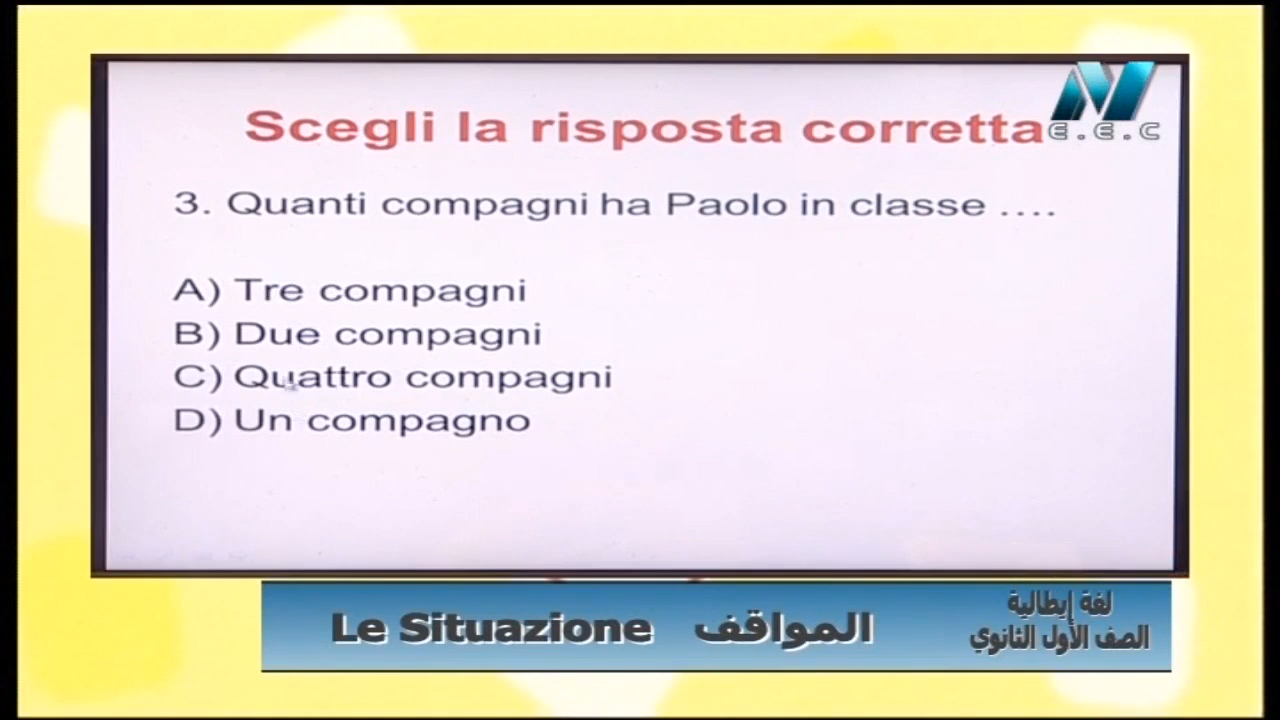 Scegli la risposta corretta
E.E.C
3. Quanti compagni ha Paolo in classe ....
A) Tre compagni
B) Due compagni
C) Quattro compagni
D) Un compagno
لغة إيطالية
Le Situazione المواقف
الصف الأول الثانوي